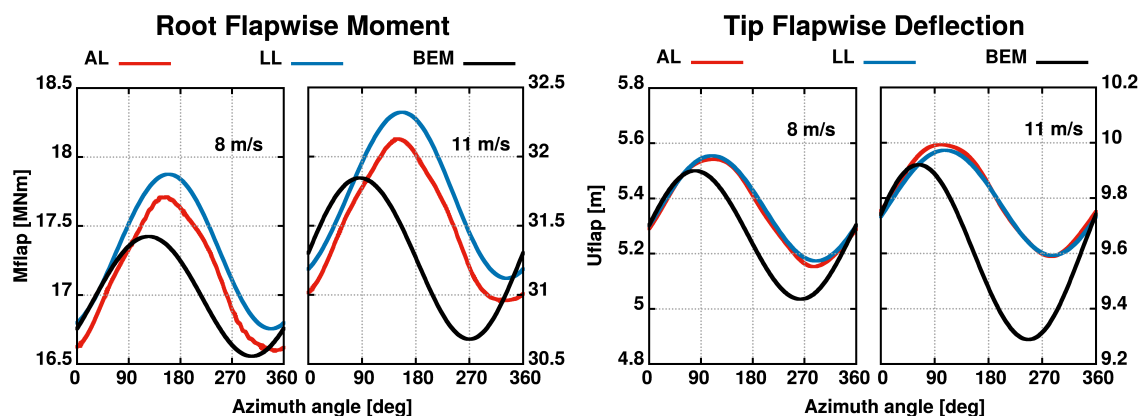 Root Flapwise Moment
AL LL BEM
18.5 18 17.5 17 16.5
Mflap [MNm]
8 m/s
11 m/s
32.5 32 31.5 31 30.5
0 90 180 270 360 0 90 180 270 360
Azimuth angle [deg]
Tip Flapwise Deflection
AL LL BEM
5.8 5.6 5.4 5.2 5 4.8
Uflap [m]
8 m/s
11 m/s
10.2 10 9.8 9.6 9.4 9.2
0 90 180 270 360 0 90 180 270 360
Azimuth angle [deg]